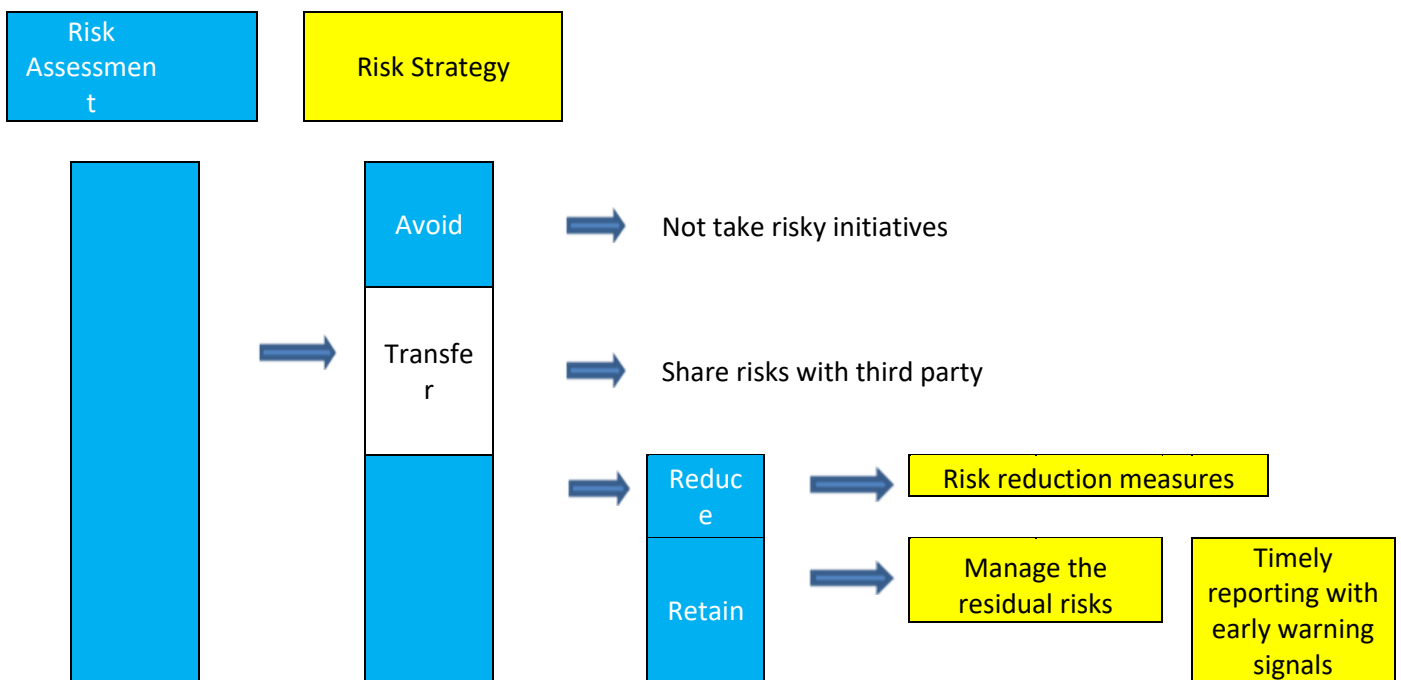 Risk
Assessmen
t
Risk Strategy
Avoid
Not take risky initiatives
Transfe
r
Share risks with third party
Reduc
e
Risk reduction measures
Retain
Manage the
residual risks
Timely
reporting with
early warning
signals